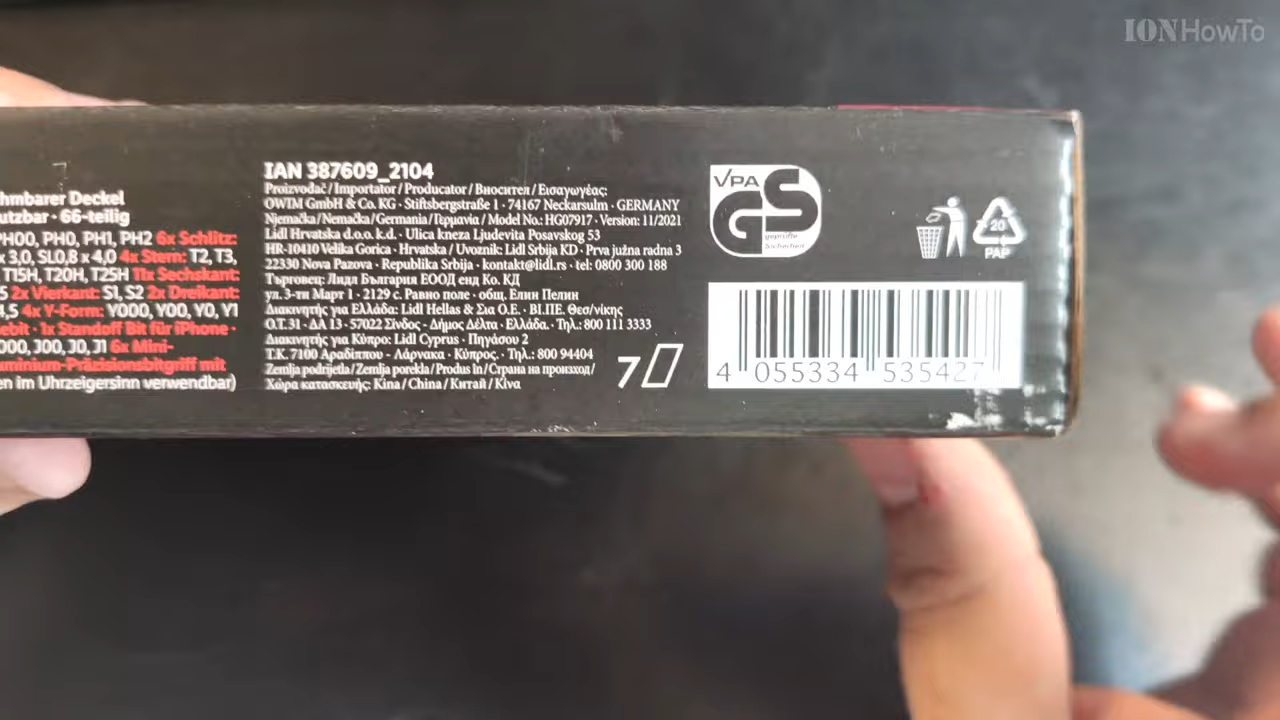 IONHowTo
hmbarer Deckel
utzbar · 66-teilig
PH00, PH0, PH1, PH2 6x Schlitz:
x 3,0, SL0,8 x 4,0 4x Stern: T2, T3,
T15H, T20H, T25H 11x Sechskant:
5 2x Vierkant: S1, S2 2x Dreikant:
4,5 4x Y-Form: Y000, Y00, Y0, Y1
ebit · 1x Standoff Bit für iPhone ·
000, J00, J0, J1 6x Mini-
uminium-Präzisionsbitgriff mit
en im Uhrzeigersinn verwendbar)
IAN 387609_2104
Proizvođač / Importator / Producator / Вносител / Εισαγωγέας:
OWIM GmbH & Co. KG · Stiftsbergstraße 1 · 74167 Neckarsulm · GERMANY
Njemačka / Nemačka / Germania / Германия / Model No.: HG07917 · Version: 11/2021
Lidl Hrvatska d.o.o. k.d. · Ulica kneza Ljudevita Posavskog 53
HR-10410 Velika Gorica · Hrvatska / Uvoznik: Lidl Srbija KD · Prva južna radna 3
22330 Nova Pazova · Republika Srbija · kontakt@lidl.rs · tel: 0800 300 188
Търговец: Лидл България ЕООД енд Ко. КД
ул. 3-ти Март 1 · 2129 с. Равно поле · общ. Елин Пелин
Διακινητής για Ελλάδα: Lidl Hellas & Σια Ο.Ε. · ΒΙ.ΠΕ. Θεσ/νίκης
Ο.Τ.31 · ΔΑ 13 · 57022 Σίνδος · Δήμος Δέλτα · Ελλάδα. · Τηλ.: 800 111 3333
Διακινητής για Κύπρο: Lidl Cyprus · Πηγάσου 2
Τ.Κ. 7100 Αραδίππου · Λάρνακα · Κύπρος. · Τηλ.: 800 94404
Zemlja podrijetla / Zemlja porekla / Produs în / Страна на произход /
Χώρα κατασκευής: Kina / China / Китай / Κίνα
7
VPA
GS
geprüfte
Sicherheit
20
PAP
4 055334 535427